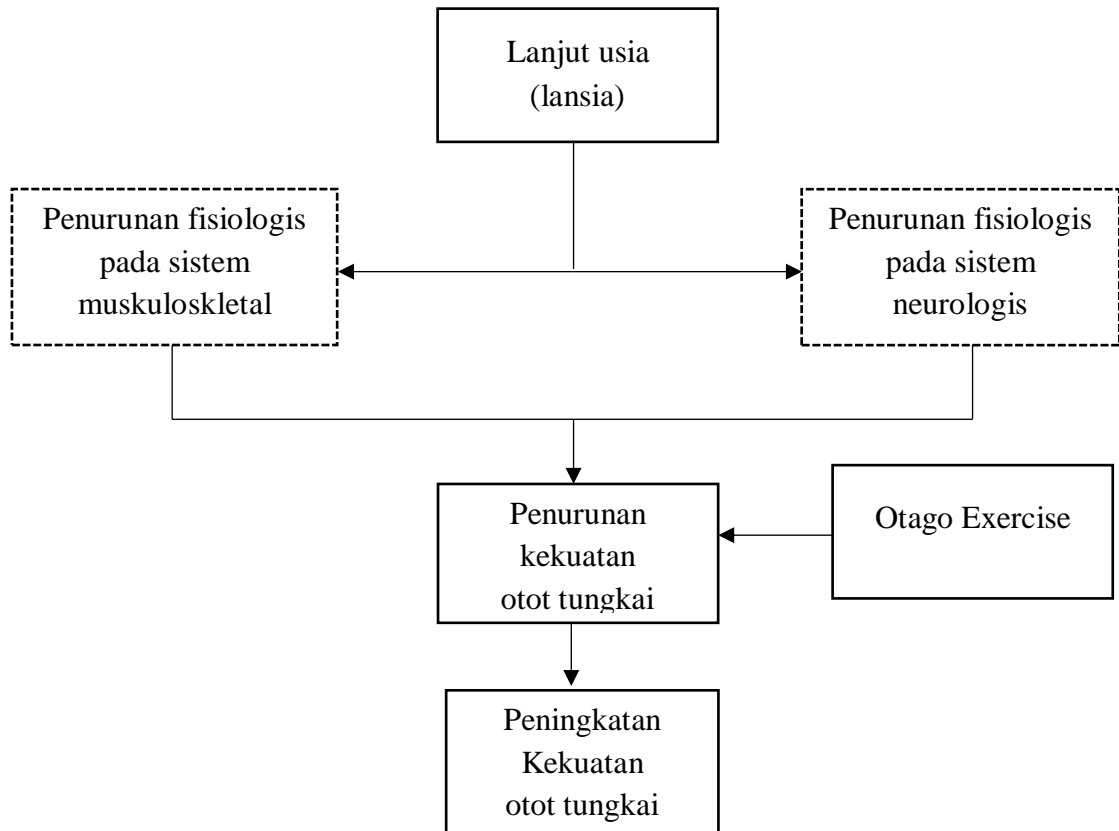 Lanjut usia
(lansia)
Penurunan fisiologis
pada sistem
muskuloskletal
Penurunan fisiologis
pada sistem
neurologis
Penurunan
kekuatan
otot tungkai
Otago Exercise
Peningkatan
Kekuatan
otot tungkai